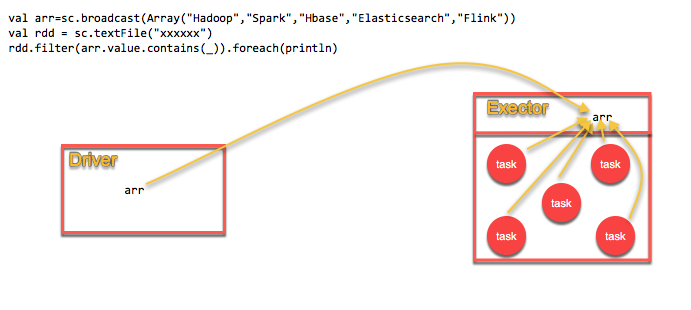 val arr=sc.broadcast(Array("Hadoop","Spark","Hbase","Elasticsearch","Flink"))
val rdd = sc.textFile("xxxxxx")
rdd.filter(arr.value.contains(_)).foreach(println)
Exector
arr
Driver
arr
task
task
task
task
task